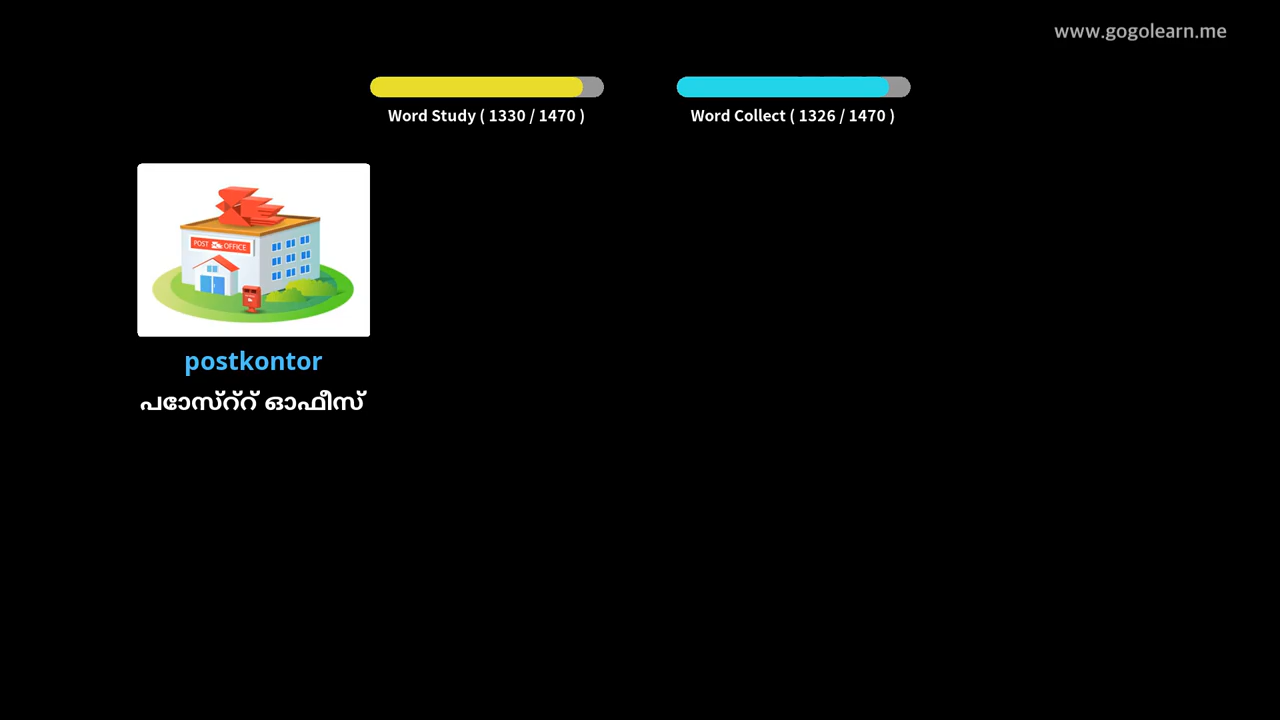 www.gogolearn.me
Word Study ( 1330 / 1470 )
Word Collect ( 1326 / 1470 )
POST OFFICE
postkontor
പോസ്റ്റ് ഓഫീസ്